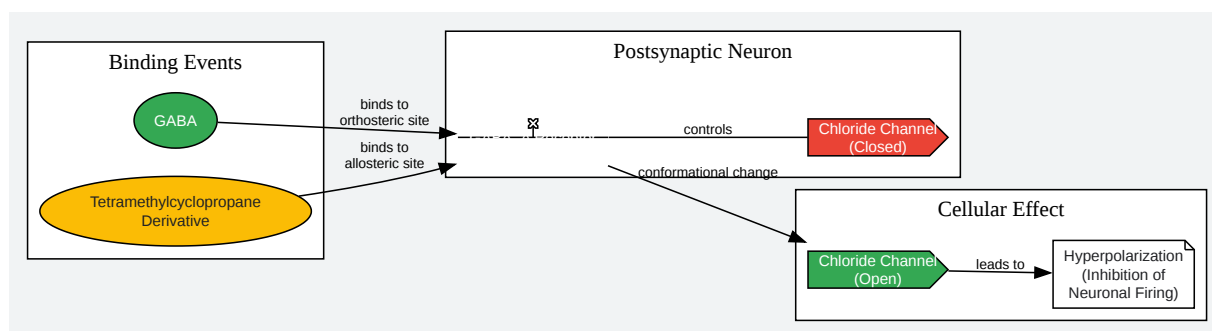 Binding Events
GABA
Tetramethylcyclopropane
Derivative
binds to
orthosteric site
binds to
allosteric site
Postsynaptic Neuron
controls
Chloride Channel
(Closed)
conformational change
Cellular Effect
Chloride Channel
(Open)
leads to
Hyperpolarization
(Inhibition of
Neuronal Firing)